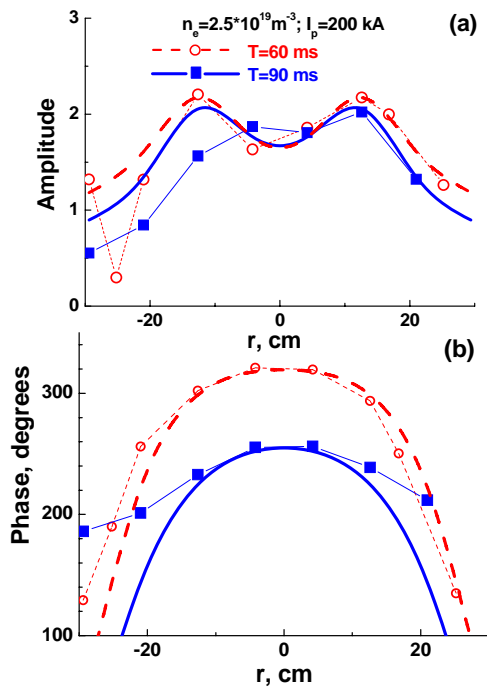 n_e=2.5*10^19 m^-3; I_p=200 kA
(a)
T=60 ms
T=90 ms
Amplitude
3
2
1
0
-20 0 20
r, cm
(b)
Phase, degrees
300
200
100
-20 0 20
r, cm